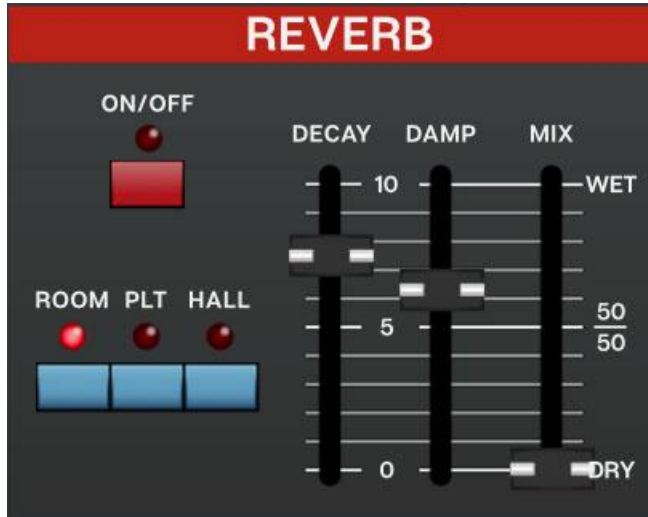 REVERB
ON/OFF
DECAY DAMP MIX
10 WET
ROOM PLT HALL
5 50
50
0 DRY